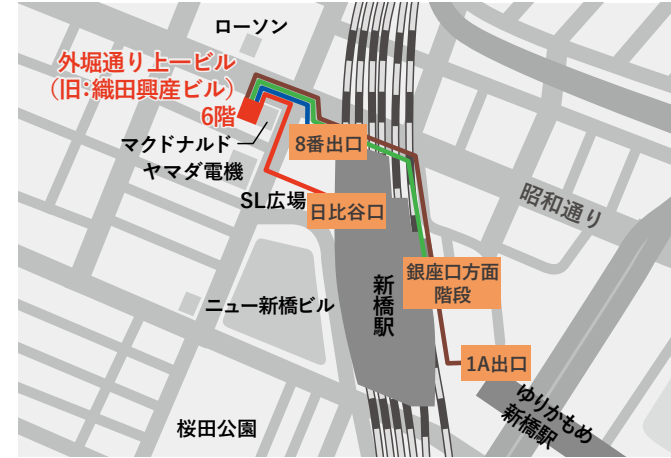 ローソン
外堀通り上一ビル
（旧：織田興産ビル）
6階
マクドナルド
ヤマダ電機
8番出口
SL広場
日比谷口
昭和通り
銀座口方面
階段
新橋駅
ニュー新橋ビル
1A出口
ゆりかもめ
新橋駅
桜田公園